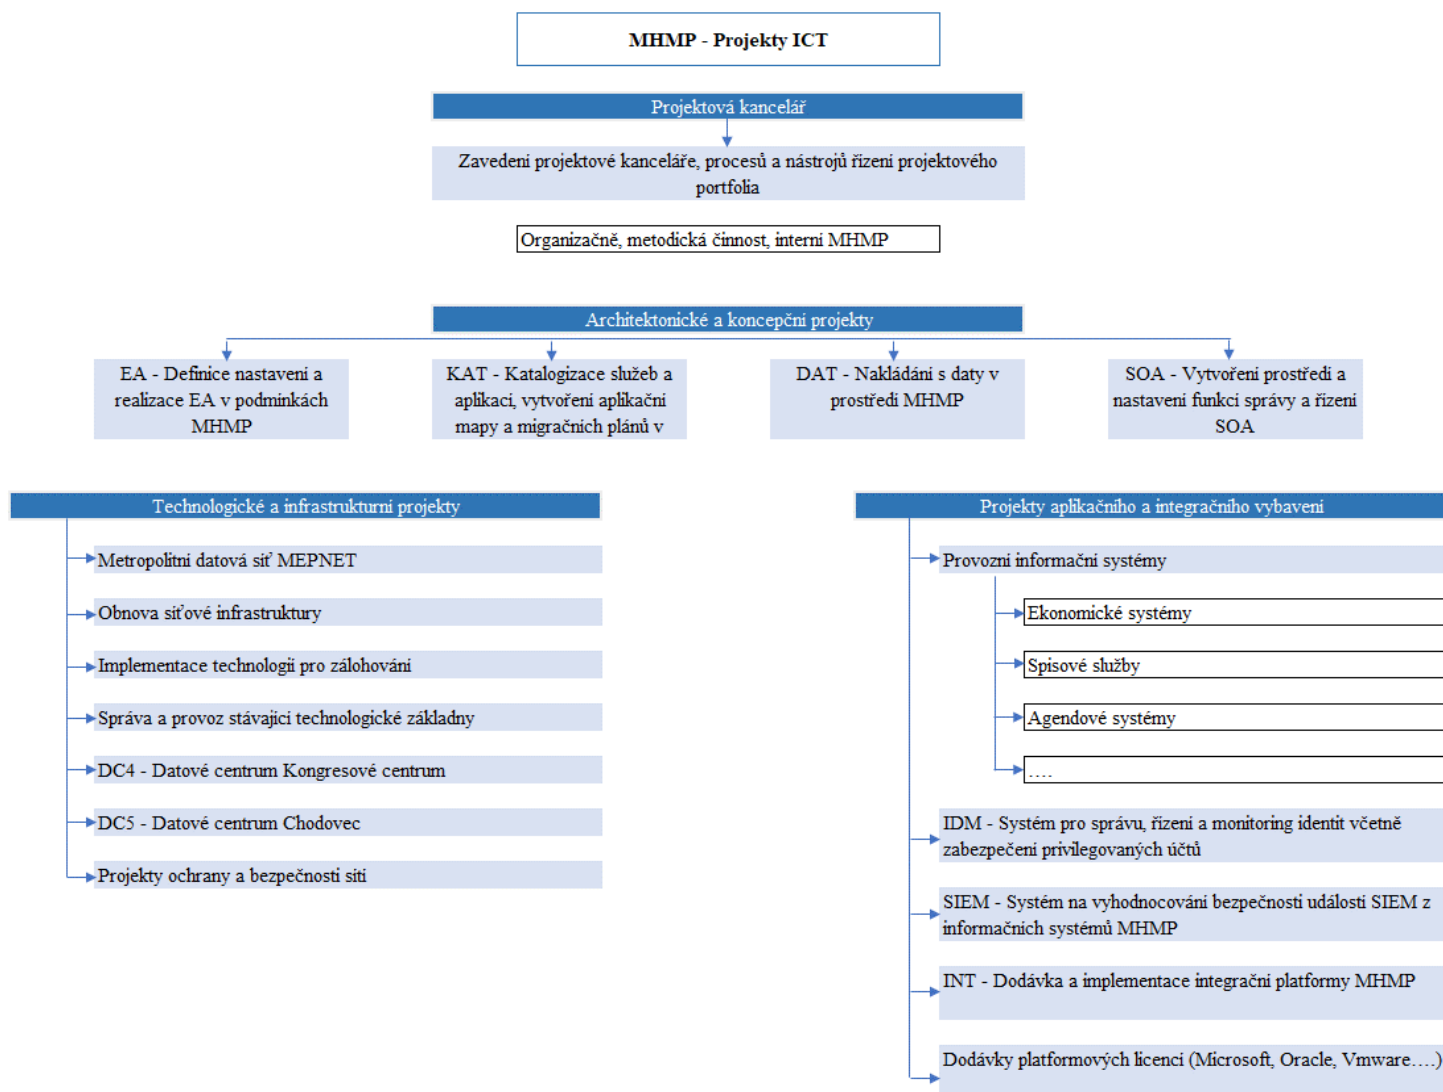 MHMP - Projekty ICT
Projektová kancelář
Zavedení projektové kanceláře, procesů a nástrojů řízení projektového
portfolia
Organizačně, metodická činnost, interní MHMP
Architektonické a koncepční projekty
EA - Definice nastavení a
realizace EA v podmínkách
MHMP
KAT - Katalogizace služeb a
aplikací, vytvoření aplikační
mapy a migračních plánů v
DAT - Nakládání s daty v
prostředí MHMP
SOA - Vytvoření prostředí a
nastavení funkcí správy a řízení
SOA
Technologické a infrastrukturní projekty
Metropolitní datová síť MEPNET
Obnova síťové infrastruktury
Implementace technologií pro zálohování
Správa a provoz stávající technologické základny
DC4 - Datové centrum Kongresové centrum
DC5 - Datové centrum Chodovec
Projekty ochrany a bezpečnosti sítí
Projekty aplikačního a integračního vybavení
Provozní informační systémy
Ekonomické systémy
Spisové služby
Agendové systémy
....
IDM - Systém pro správu, řízení a monitoring identit včetně
zabezpečení privilegovaných účtů
SIEM - Systém na vyhodnocování bezpečnosti událostí SIEM z
informačních systémů MHMP
INT - Dodávka a implementace integrační platformy MHMP
Dodávky platformových licencí (Microsoft, Oracle, Vmware....)